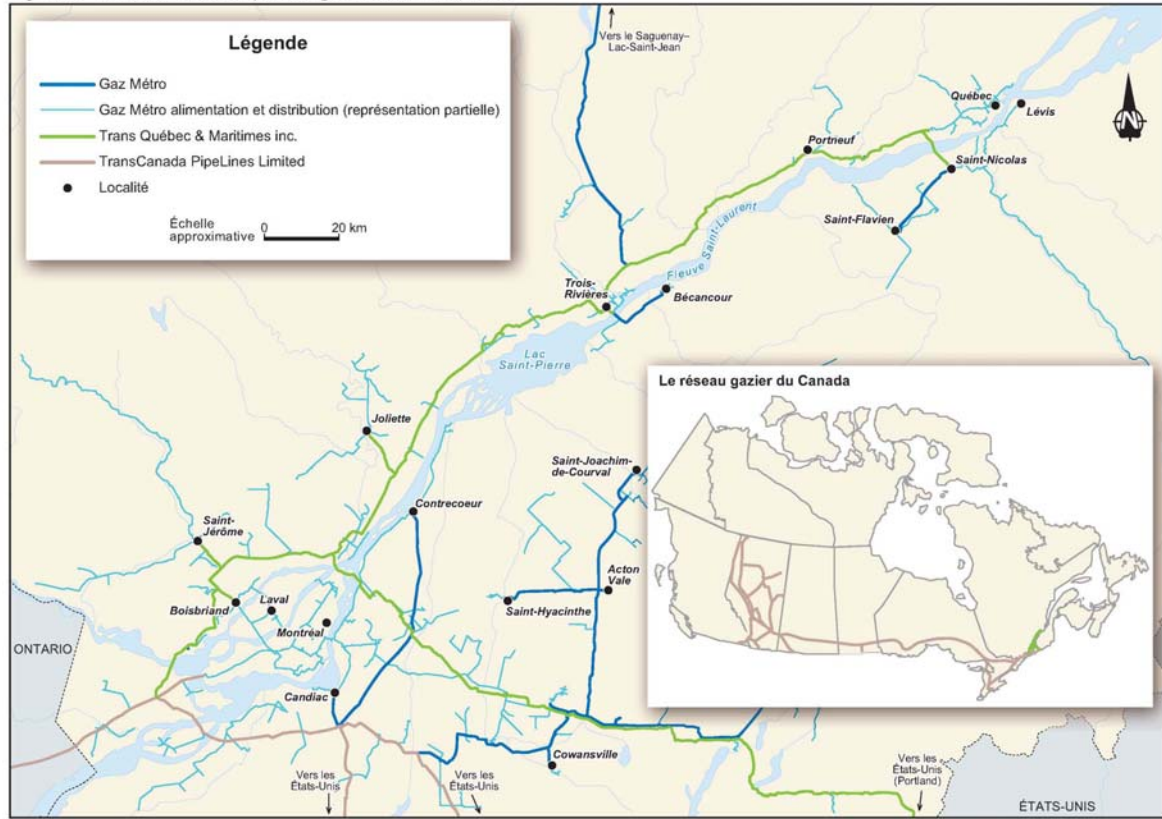 Légende
Gaz Métro
Gaz Métro alimentation et distribution (représentation partielle)
Trans Québec & Maritimes inc.
TransCanada PipeLines Limited
Localité
Échelle
approximative
0
20 km
Vers le Saguenay–
Lac-Saint-Jean
Québec
Lévis
N
Portneuf
Saint-Nicolas
Saint-Flavien
Fleuve Saint-Laurent
Trois-
Rivières
Bécancour
Lac
Saint-Pierre
Le réseau gazier du Canada
Joliette
Saint-Joachim-
de-Courval
Contrecoeur
Saint-
Jérôme
Acton
Vale
Boisbriand
Laval
Saint-Hyacinthe
Montréal
ONTARIO
Candiac
Cowansville
Vers les
États-Unis
Vers les
États-Unis
Vers les
États-Unis
(Portland)
ÉTATS-UNIS